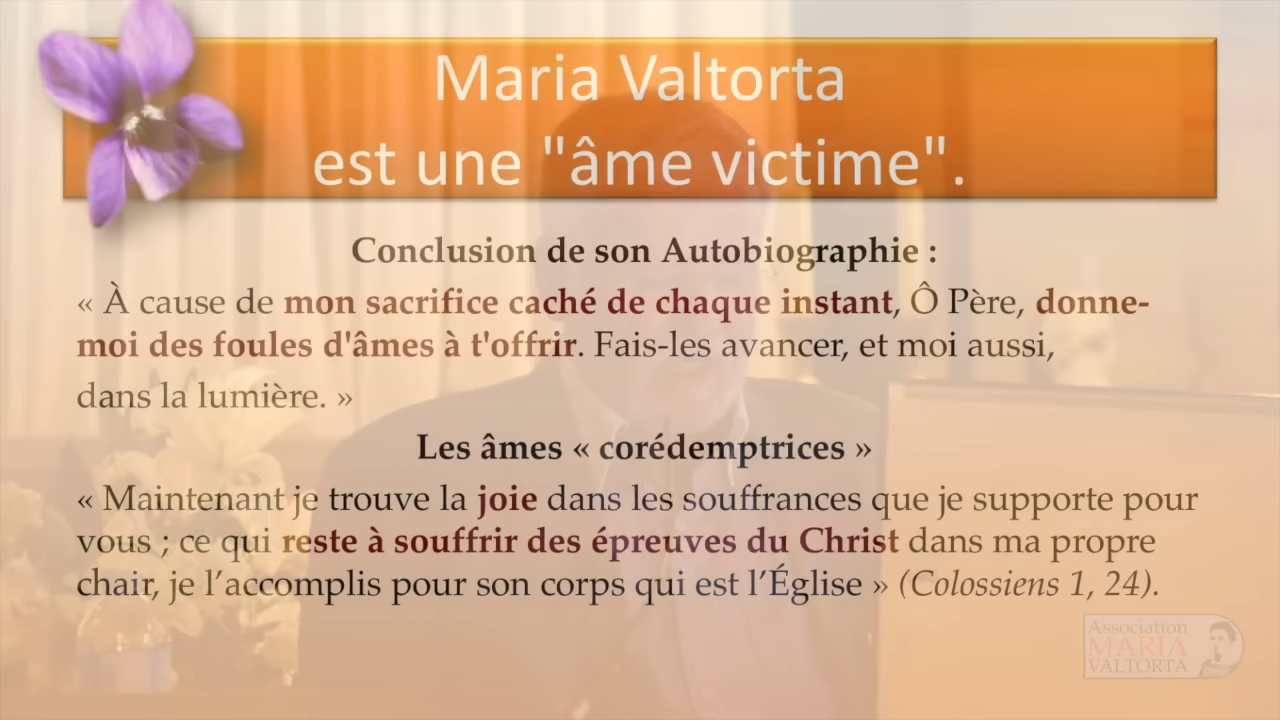 Maria Valtorta
est une "âme victime".
Conclusion de son Autobiographie :
« À cause de mon sacrifice caché de chaque instant, Ô Père, donne-
moi des foules d'âmes à t'offrir. Fais-les avancer, et moi aussi,
dans la lumière. »
Les âmes « corédemptrices »
« Maintenant je trouve la joie dans les souffrances que je supporte pour
vous ; ce qui reste à souffrir des épreuves du Christ dans ma propre
chair, je l’accomplis pour son corps qui est l’Église » (Colossiens 1, 24).
Association
MARIA
VALTORTA